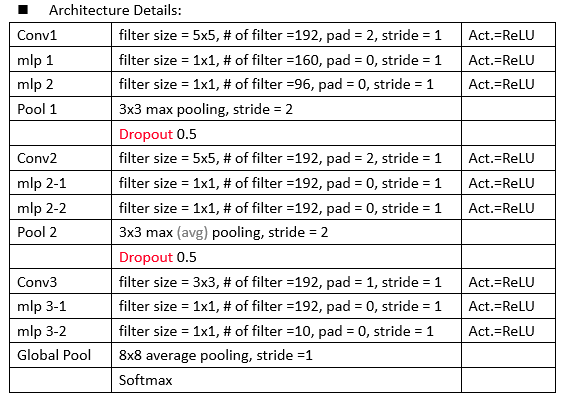 ■ Architecture Details:
Conv1 filter size = 5x5, # of filter =192, pad = 2, stride = 1 Act.=ReLU
mlp 1 filter size = 1x1, # of filter =160, pad = 0, stride = 1 Act.=ReLU
mlp 2 filter size = 1x1, # of filter =96, pad = 0, stride = 1 Act.=ReLU
Pool 1 3x3 max pooling, stride = 2
Dropout 0.5
Conv2 filter size = 5x5, # of filter =192, pad = 2, stride = 1 Act.=ReLU
mlp 2-1 filter size = 1x1, # of filter =192, pad = 0, stride = 1 Act.=ReLU
mlp 2-2 filter size = 1x1, # of filter =192, pad = 0, stride = 1 Act.=ReLU
Pool 2 3x3 max (avg) pooling, stride = 2
Dropout 0.5
Conv3 filter size = 3x3, # of filter =192, pad = 1, stride = 1 Act.=ReLU
mlp 3-1 filter size = 1x1, # of filter =192, pad = 0, stride = 1 Act.=ReLU
mlp 3-2 filter size = 1x1, # of filter =10, pad = 0, stride = 1 Act.=ReLU
Global Pool 8x8 average pooling, stride =1
Softmax